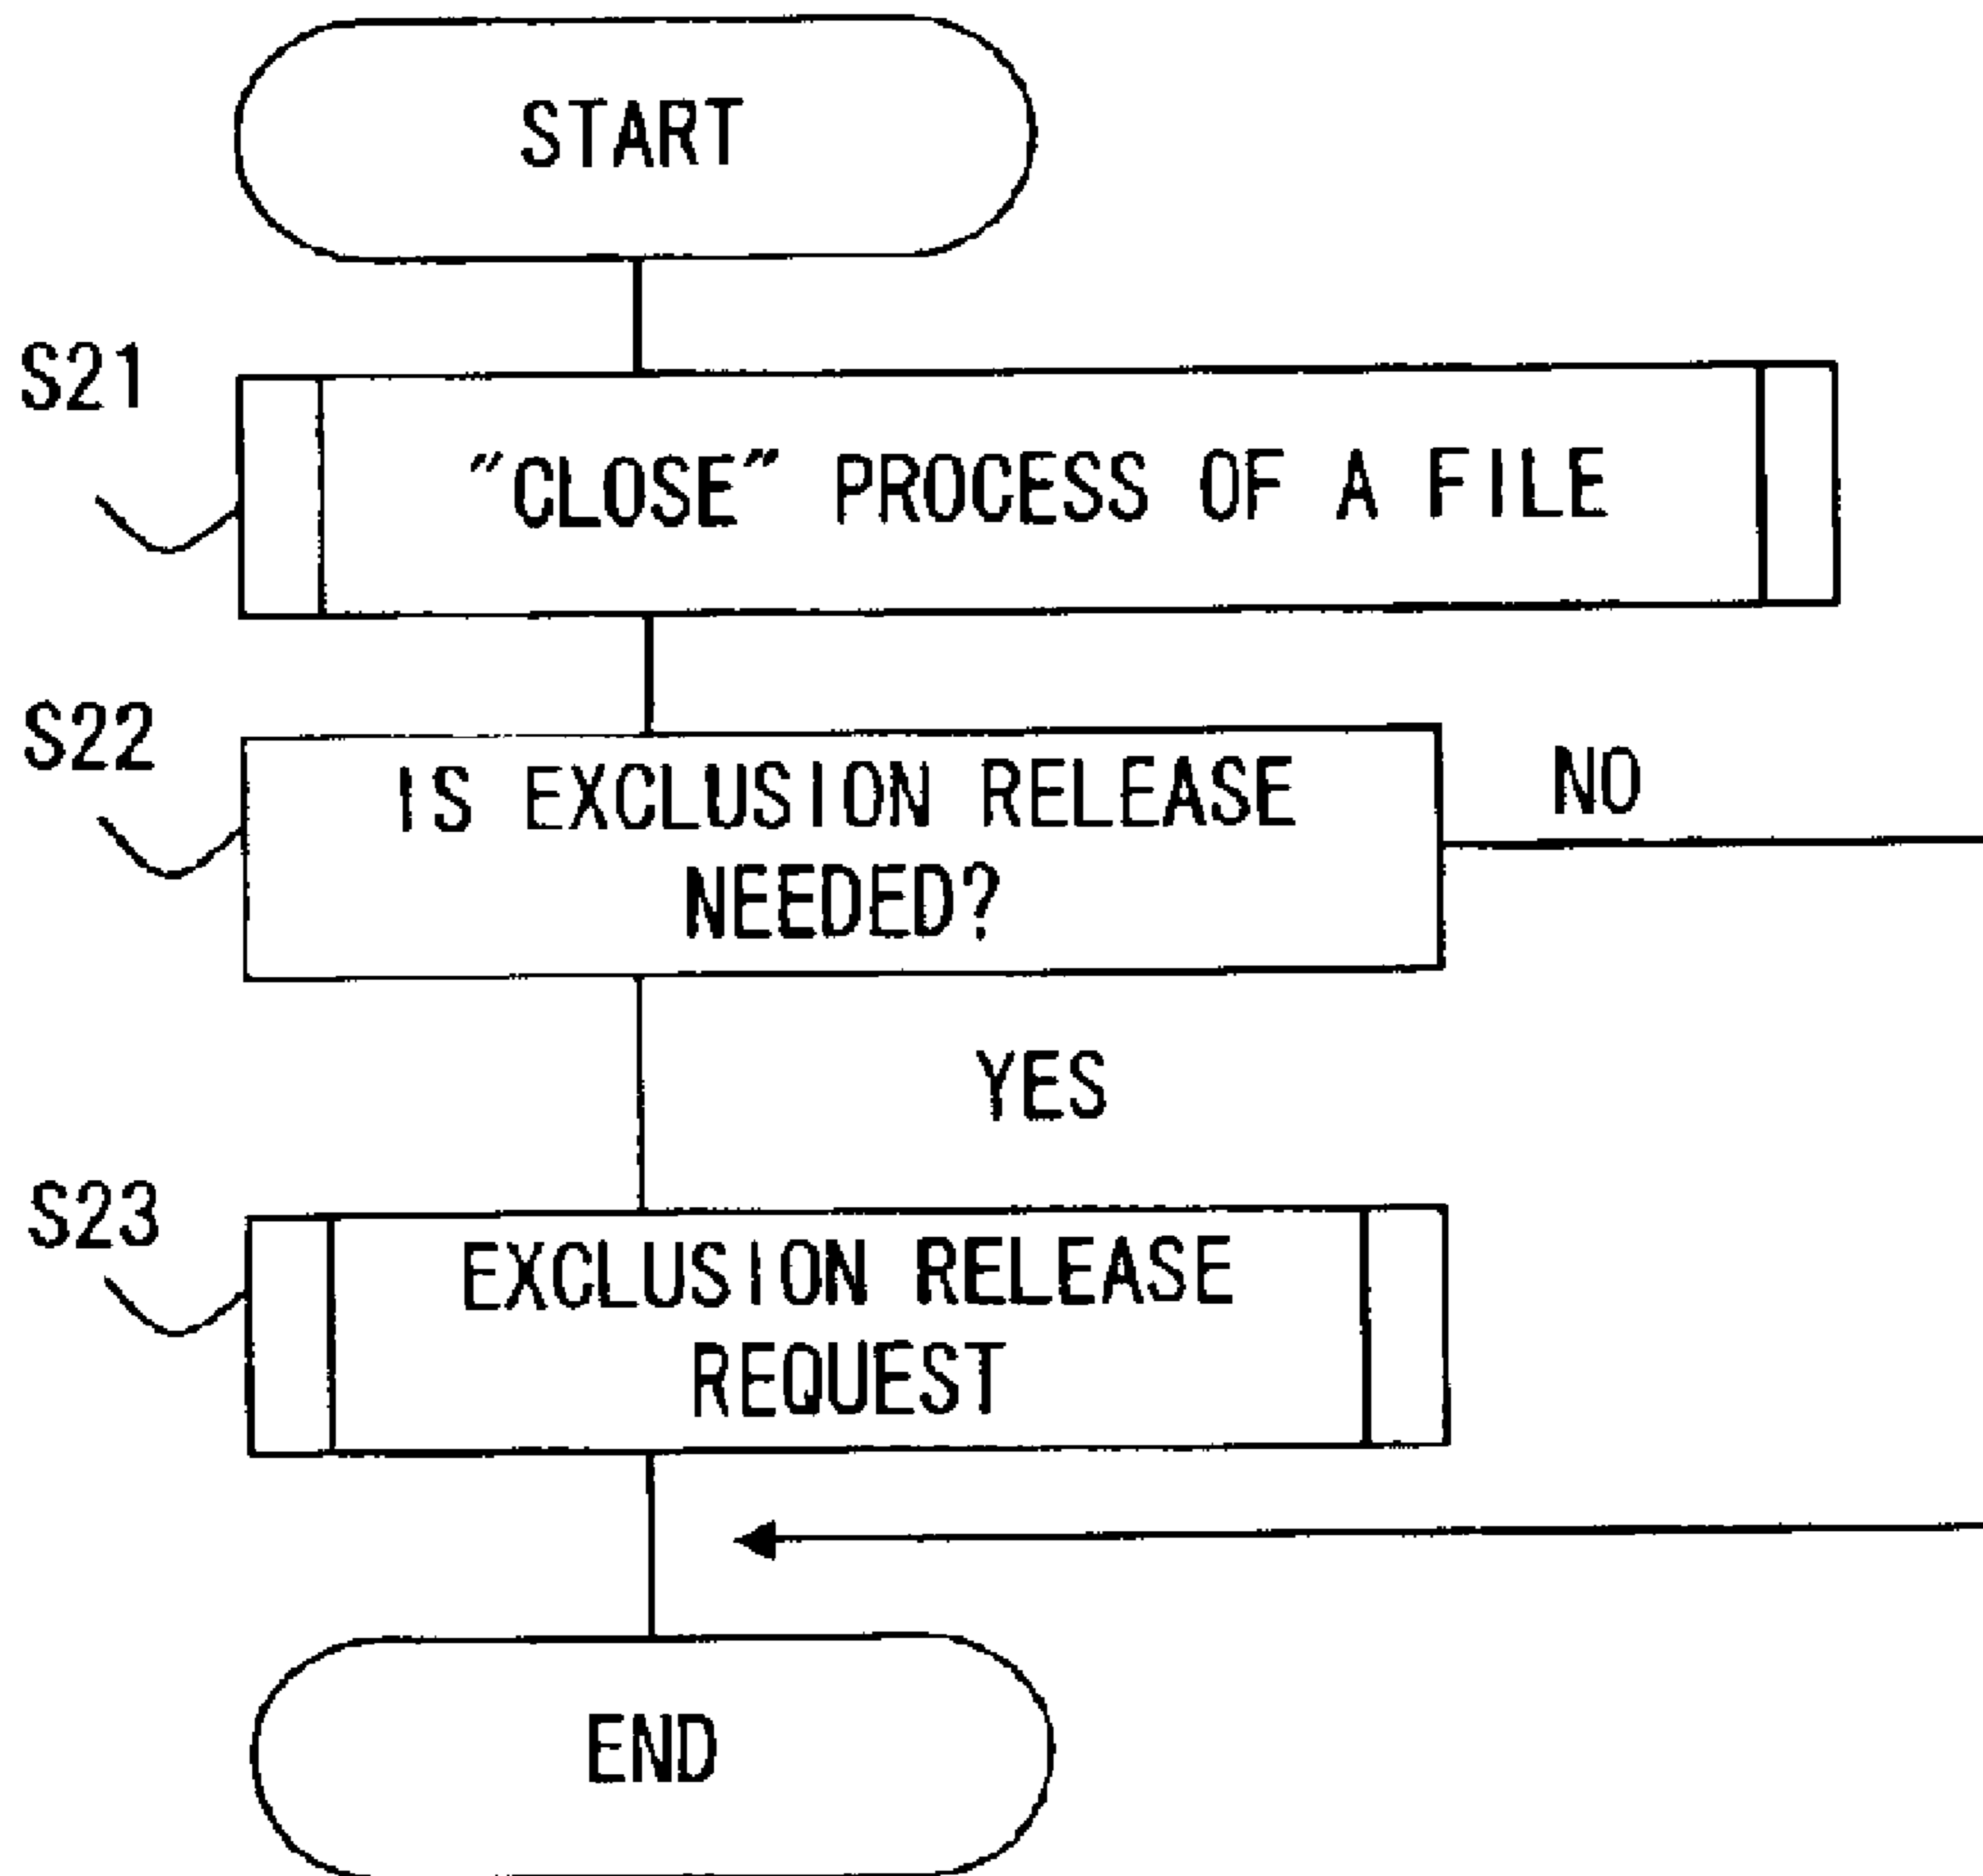 START
S21
"CLOSE" PROCESS OF A FILE
S22
IS EXCLUSION RELEASE
NEEDED?
NO
YES
S23
EXCLUSION RELEASE
REQUEST
END